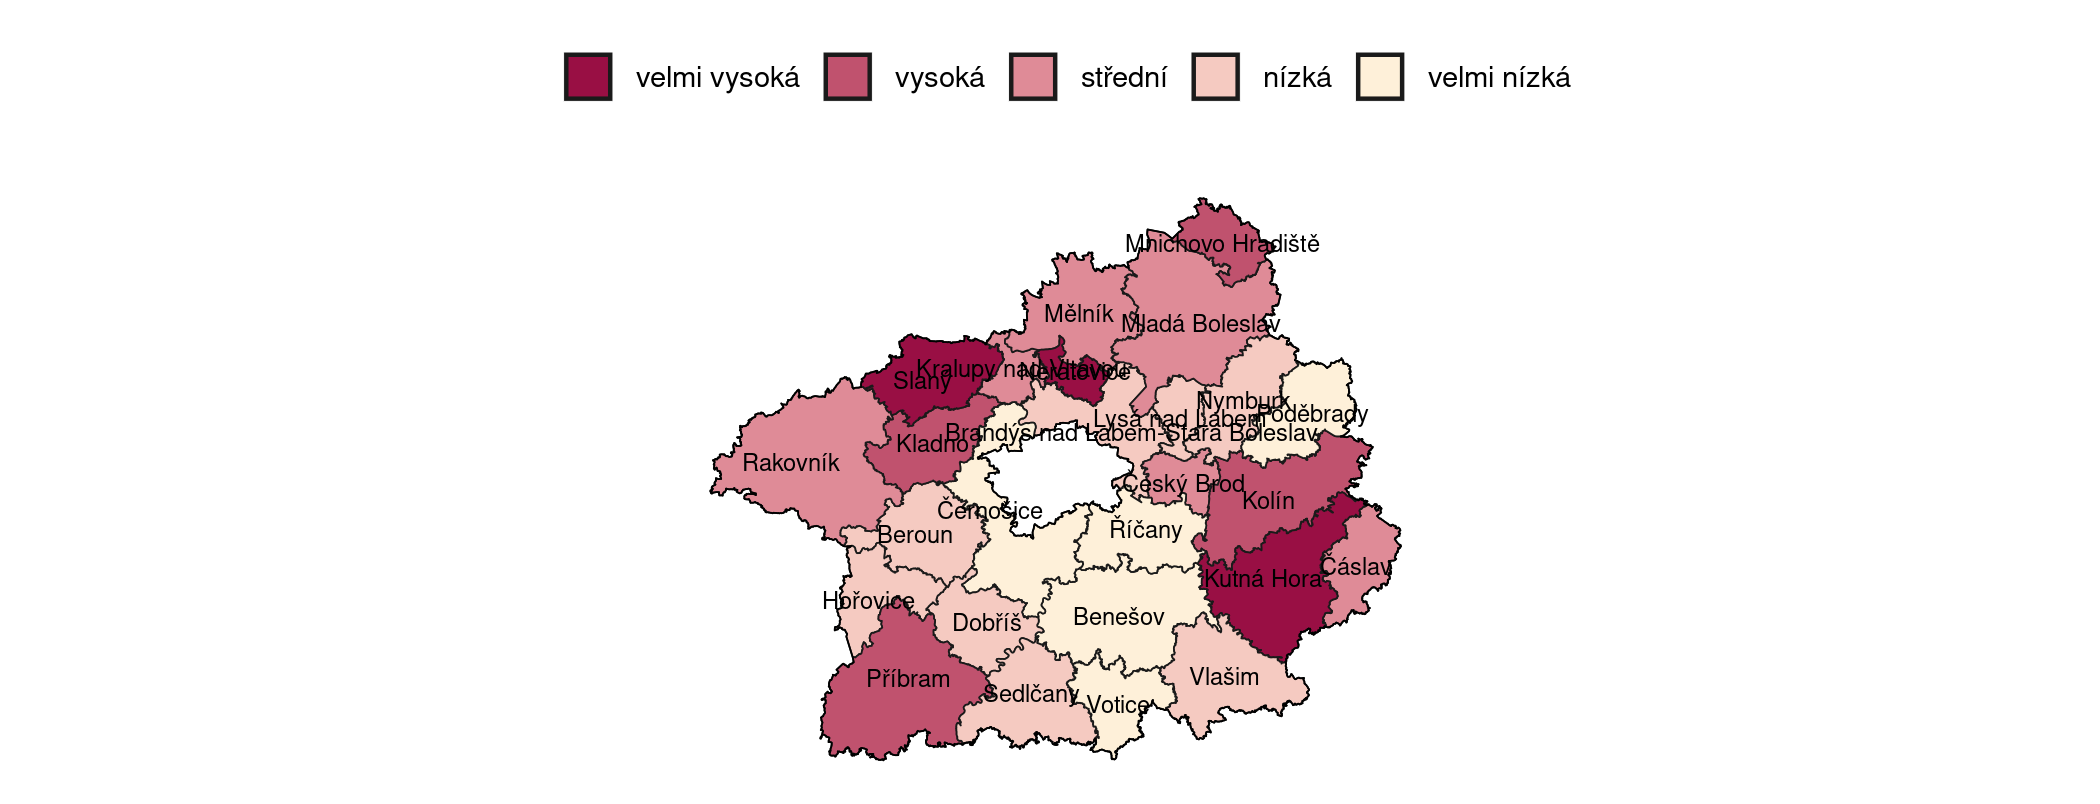 velmi vysoká
vysoká
střední
nízká
velmi nízká
Mnichovo Hradiště
Mělník
Mladá Boleslav
Kralupy nad Vltavou
Neratovice
Slaný
Nymburk
Poděbrady
Lysá nad Labem
Brandýs nad Labem-Stará Boleslav
Kladno
Rakovník
Český Brod
Kolín
Černošice
Říčany
Beroun
Čáslav
Kutná Hora
Hořovice
Benešov
Dobříš
Vlašim
Příbram
Sedlčany
Votice